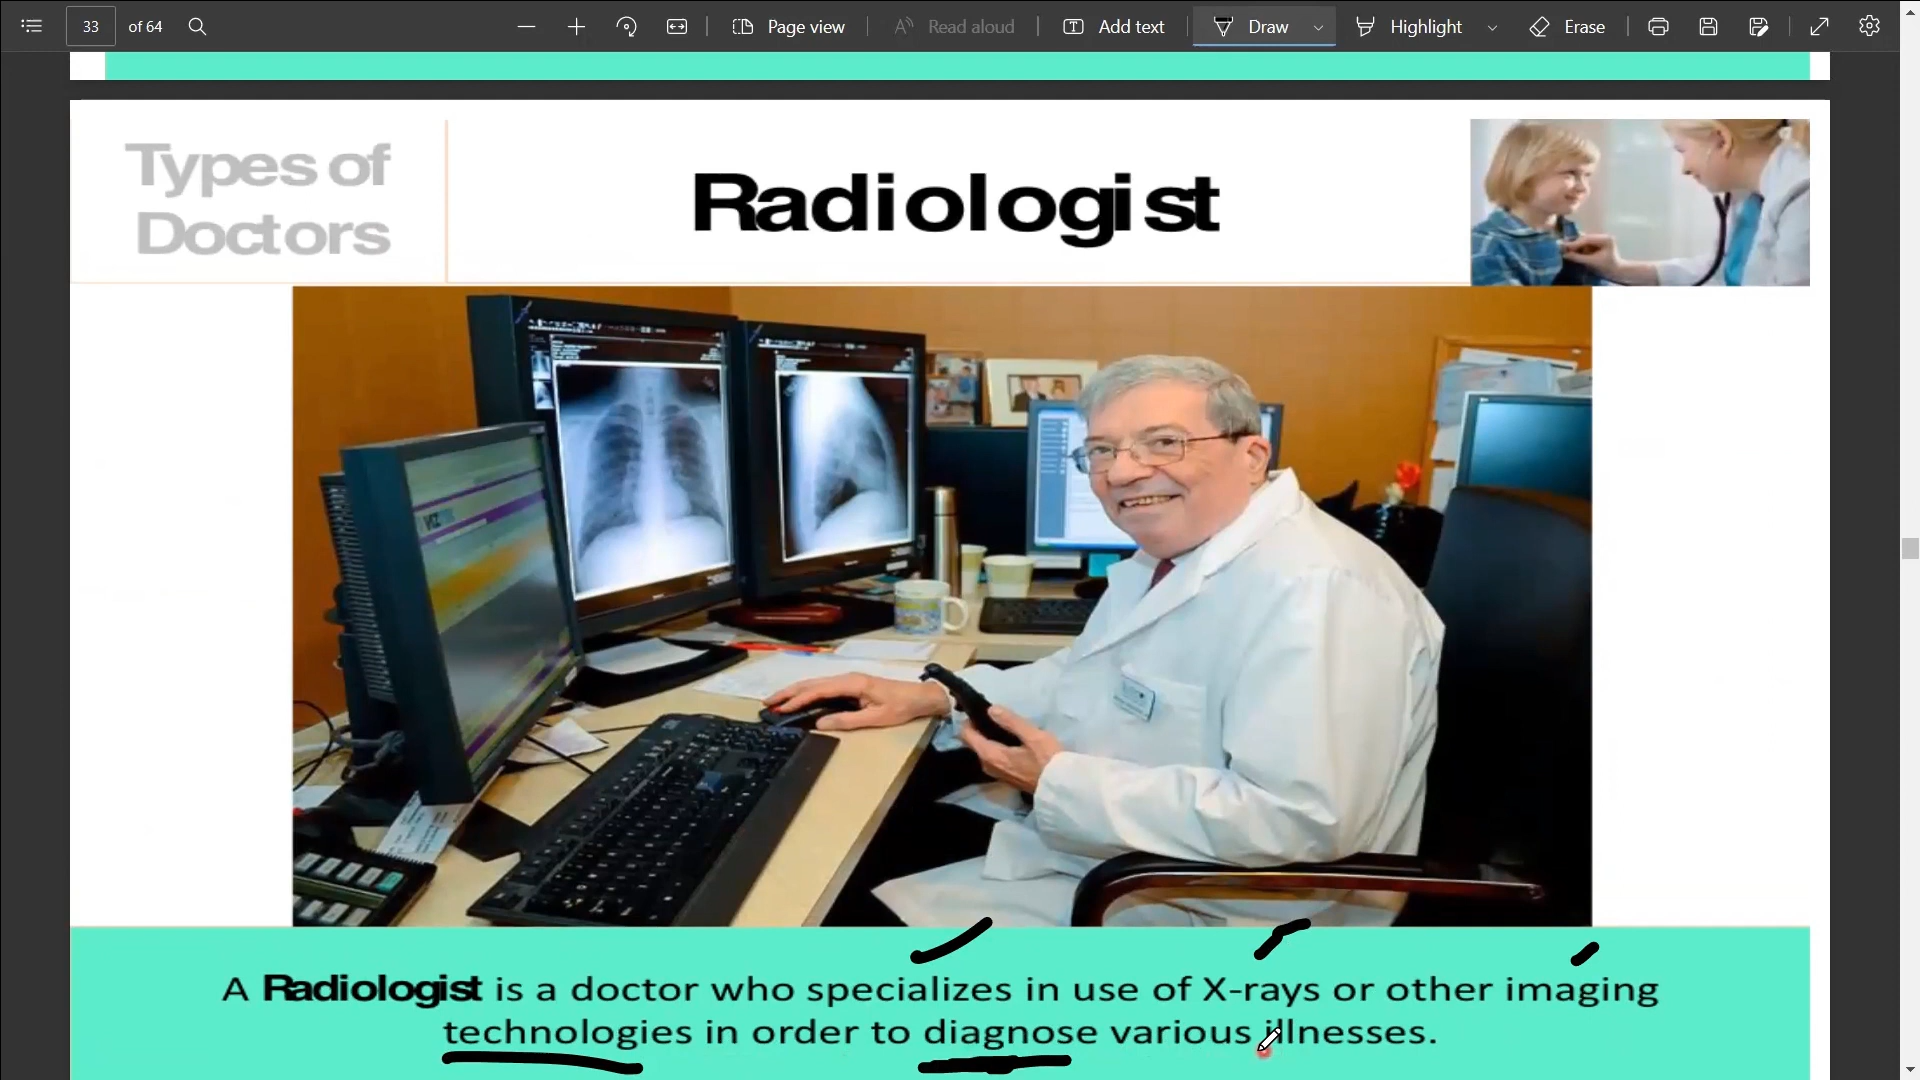 33
of 64
Page view
Read aloud
Add text
Draw
Highlight
Erase
Types of
Doctors
Radiologist
A Radiologist is a doctor who specializes in use of X-rays or other imaging
technologies in order to diagnose various illnesses.